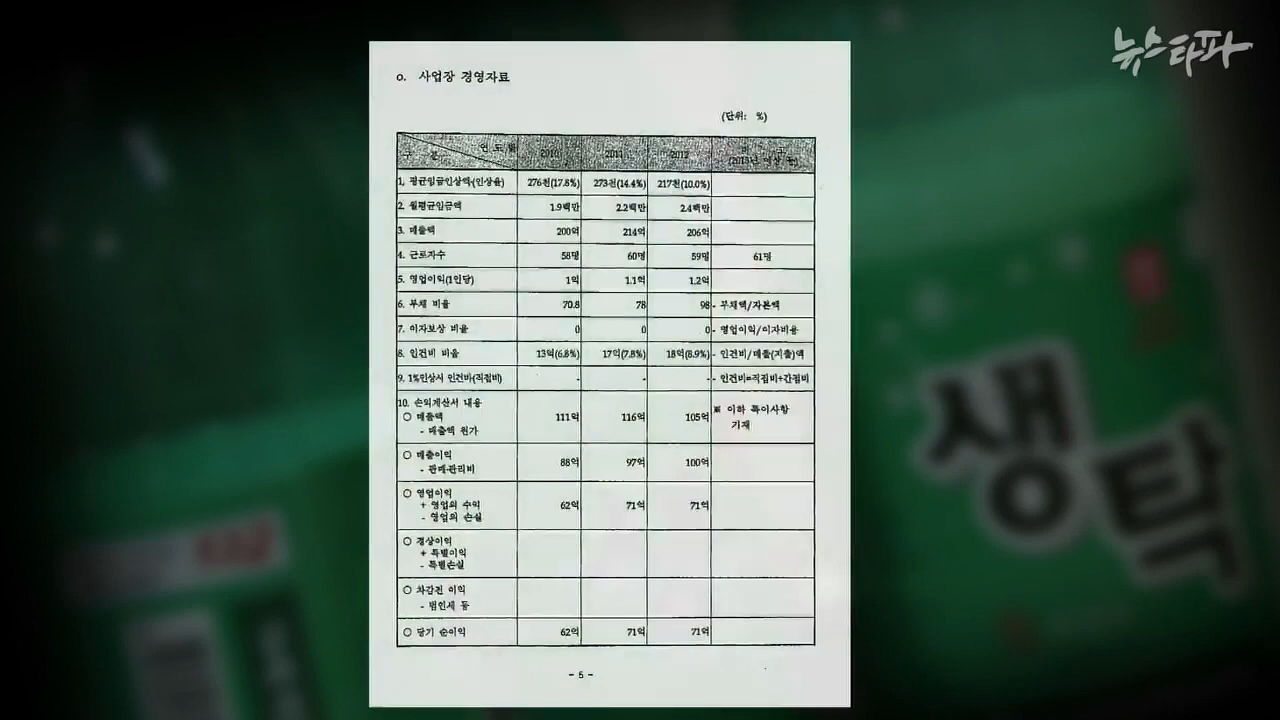 뉴스타파
o. 사업장 경영자료
(단위: %)
구 분 년도별 2010 2011 2012 비 고
1. 평균임금인상액(인상율) 276천(17.8%) 273천(14.4%) 217천(10.0%)
2. 월평균임금액 1.9백만 2.2백만 2.4백만
3. 매출액 200억 214억 206억
4. 근로자수 58명 60명 59명 61명
5. 영업이익(1인당) 1억 1.1억 1.2억
6. 부채 비율 70.8 78 98 - 부채액/자본액
7. 이자보상 비율 0 0 0 - 영업이익/이자비용
8. 인건비 비율 13억(6.8%) 17억(7.8%) 18억(8.9%) - 인건비/매출(지출)액
9. 1%인상시 인건비(직접비) - - - - 인건비=직접비+간접비
10. 손익계산서 내용
○ 매출액 111억 116억 105억 ※ 이하 특이사항
- 매출액 원가 기재
○ 매출이익 88억 97억 100억
- 판매관리비
○ 영업이익 62억 71억 71억
+ 영업외 수익
- 영업외 손실
○ 경상이익
+ 특별이익
- 특별손실
○ 차감전 이익
- 법인세 등
○ 당기 순이익 62억 71억 71억
- 5 -
생탁